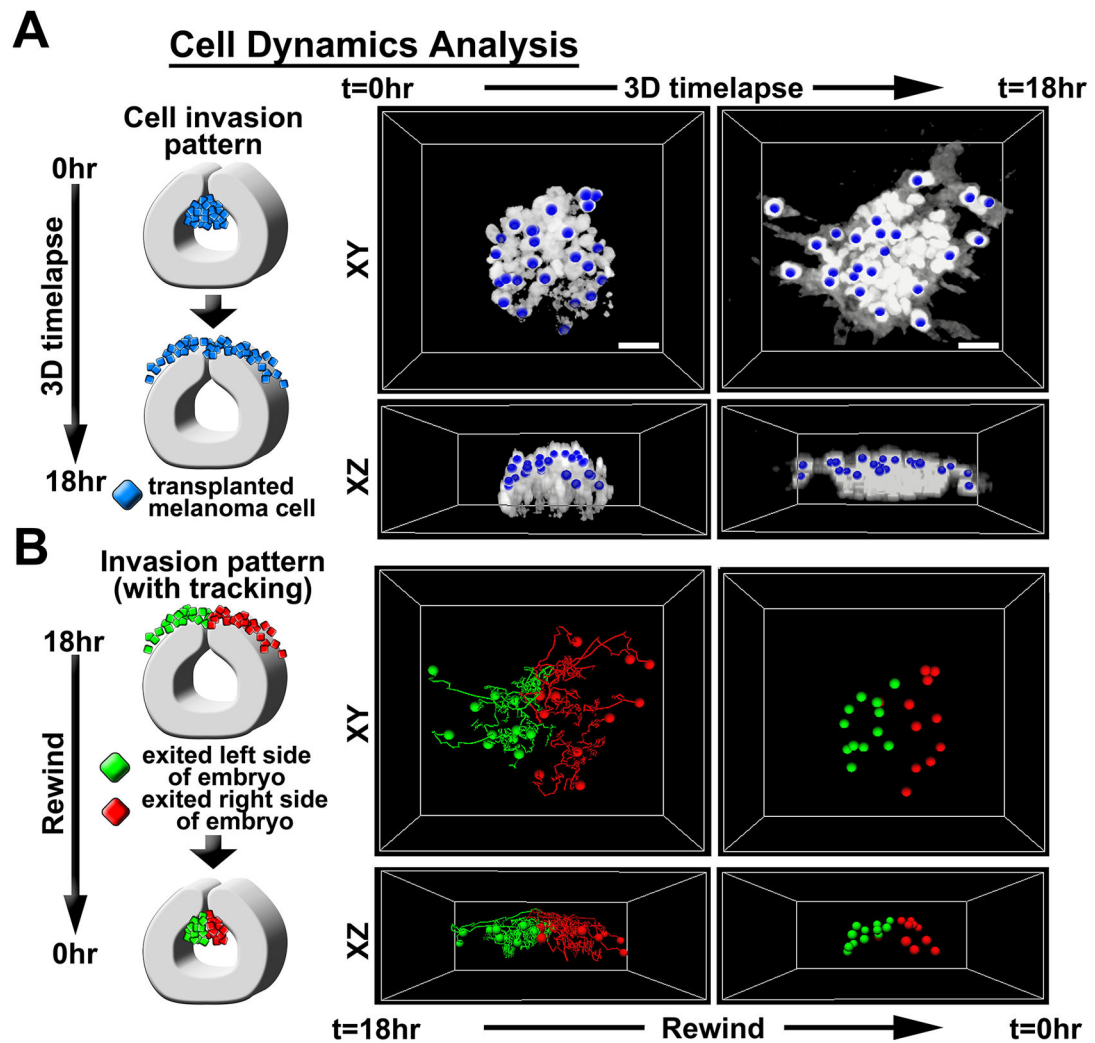 A
Cell Dynamics Analysis
t=0hr
3D timelapse
t=18hr
Cell invasion
pattern
0hr
3D timelapse
18hr
transplanted
melanoma cell
XY
XZ
B
Invasion pattern
(with tracking)
18hr
Rewind
exited left side
of embryo
exited right side
of embryo
0hr
XY
XZ
t=18hr
Rewind
t=0hr